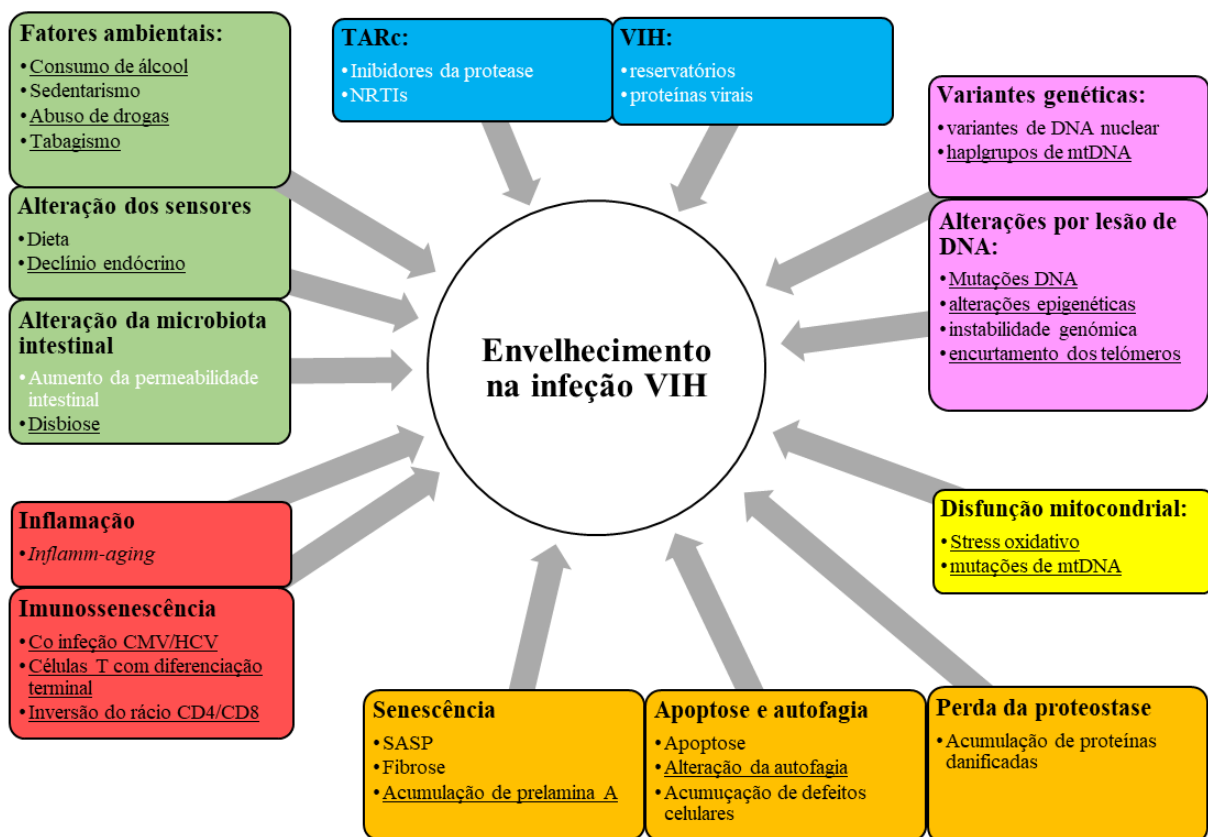 Fatores ambientais:
•Consumo de álcool
•Sedentarismo
•Abuso de drogas
•Tabagismo
TARc:
•Inibidores da protease
•NRTIs
VIH:
•reservatórios
•proteínas virais
Variantes genéticas:
•variantes de DNA nuclear
•haplgrupos de mtDNA
Alteração dos sensores
•Dieta
•Declínio endócrino
Alterações por lesão de
DNA:
•Mutações DNA
•alterações epigenéticas
•instabilidade genómica
•encurtamento dos telómeros
Alteração da microbiota
intestinal
•Aumento da permeabilidade
intestinal
•Disbiose
Envelhecimento
na infeção VIH
Inflamação
•Inflamm-aging
Disfunção mitocondrial:
•Stress oxidativo
•mutações de mtDNA
Imunossenescência
•Co infeção CMV/HCV
•Células T com diferenciação
terminal
•Inversão do rácio CD4/CD8
Senescência
•SASP
•Fibrose
•Acumulação de prelamina A
Apoptose e autofagia
•Apoptose
•Alteração da autofagia
•Acumuçação de defeitos
celulares
Perda da proteostase
•Acumulação de proteínas
danificadas